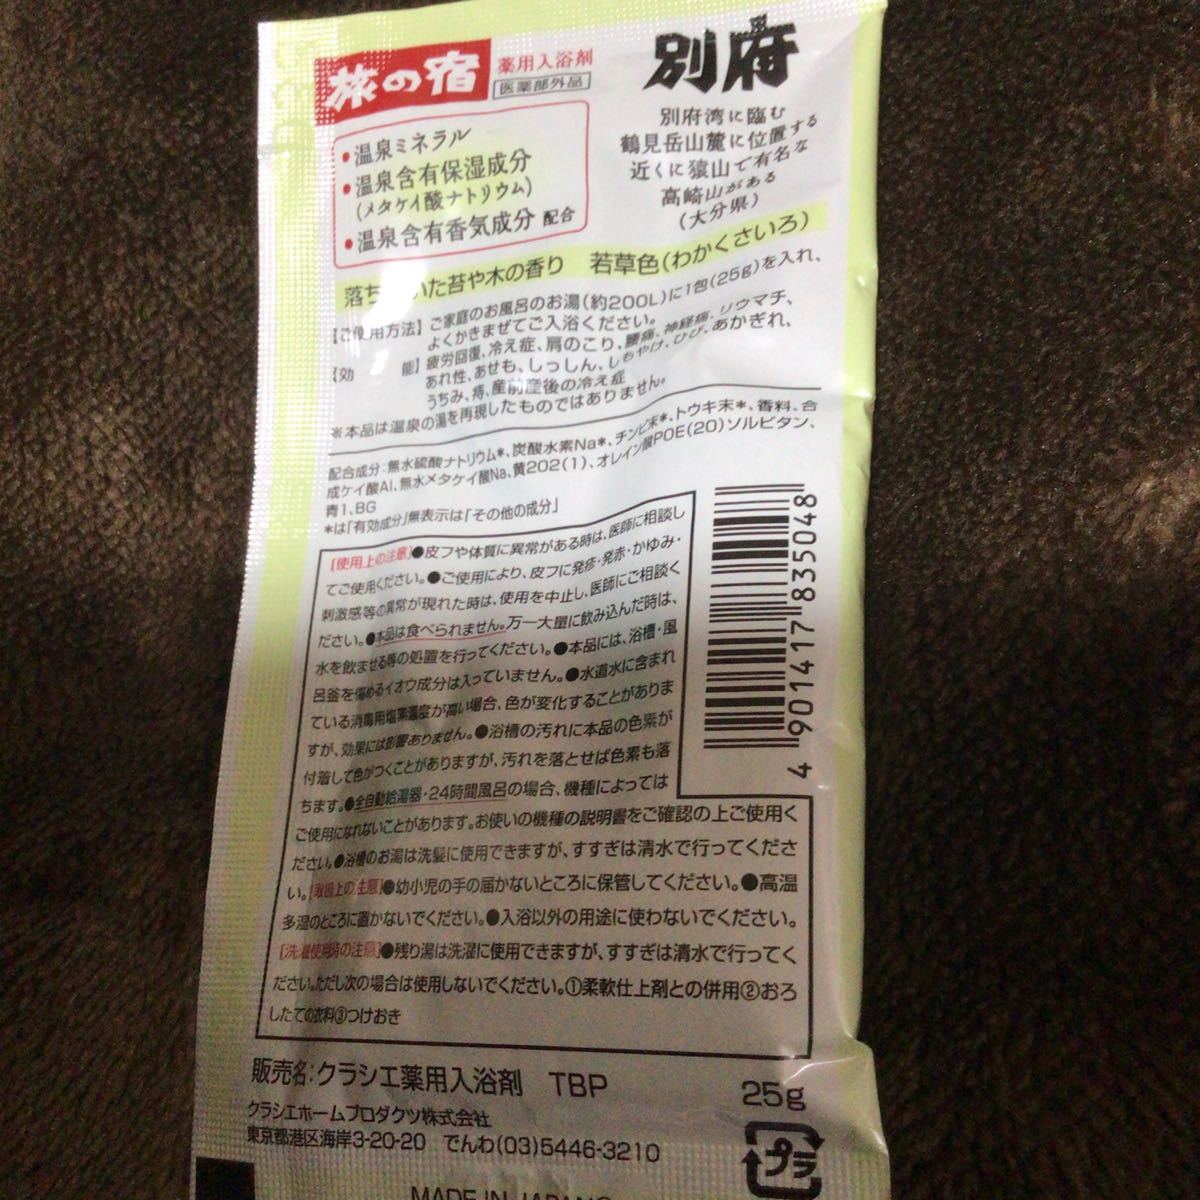 旅の宿
薬用入浴剤
医薬部外品
別府
別府湾に臨む
鶴見岳山麓に位置する
近くに猿山で有名な
高崎山がある
(大分県)
•温泉ミネラル
•温泉含有保湿成分
(メタケイ酸ナトリウム)
•温泉含有香気成分 配合
落ち いた苔や木の香り 若草色(わかくさいろ)
【ご使用方法】ご家庭のお風呂のお湯(約200L)に1包(25g)を入れ、
よくかきまぜてご入浴ください。
【効 能】疲労回復、冷え症、肩のこり、腰痛、神経痛、リウマチ、
あれ性、あせも、しっしん、しもやけ、ひび、あかぎれ、
うちみ、痔、産前産後の冷え症
※本品は温泉の湯を再現したものではありません。
配合成分:無水硫酸ナトリウム*、炭酸水素Na*、チンピ末*、トウキ末*、香料、合
成ケイ酸Al、無水メタケイ酸Na、黄202(1)、オレイン酸POE(20)ソルビタン、
青1、BG
*は「有効成分」無表示は「その他の成分」
[使用上の注意]●皮フや体質に異常がある時は、医師に相談し
てご使用ください。●ご使用により、皮フに発疹・発赤・かゆみ・
刺激感等の異常が現れた時は、使用を中止し、医師にご相談く
ださい。●本品は食べられません。万一大量に飲み込んだ時は、
水を飲ませる等の処置を行ってください。●本品には、浴槽・風
呂釜を傷めるイオウ成分は入っていません。●水道水に含まれ
ている消毒用塩素濃度が高い場合、色が変化することがありま
すが、効果には影響ありません。●浴槽の汚れに本品の色素が
付着して色がつくことがありますが、汚れを落とせば色素も落
ちます。●全自動給湯器・24時間風呂の場合、機種によっては
ご使用になれないことがあります。お使いの機種の説明書をご確認の上ご使用く
ださい。●浴槽のお湯は洗髪に使用できますが、すすぎは清水で行ってくださ
い。[取扱上の注意]●幼小児の手の届かないところに保管してください。●高温
多湿のところに置かないでください。●入浴以外の用途に使わないでください。
[洗濯使用時の注意]●残り湯は洗濯に使用できますが、すすぎは清水で行ってく
ださい。ただし次の場合は使用しないでください。①柔軟仕上剤との併用②おろ
したての衣料③つけおき
4 901417 835048
販売名:クラシエ薬用入浴剤 TBP
25g
クラシエホームプロダクツ株式会社
東京都港区海岸3-20-20 でんわ(03)5446-3210
プラ
MADE IN JAPAN